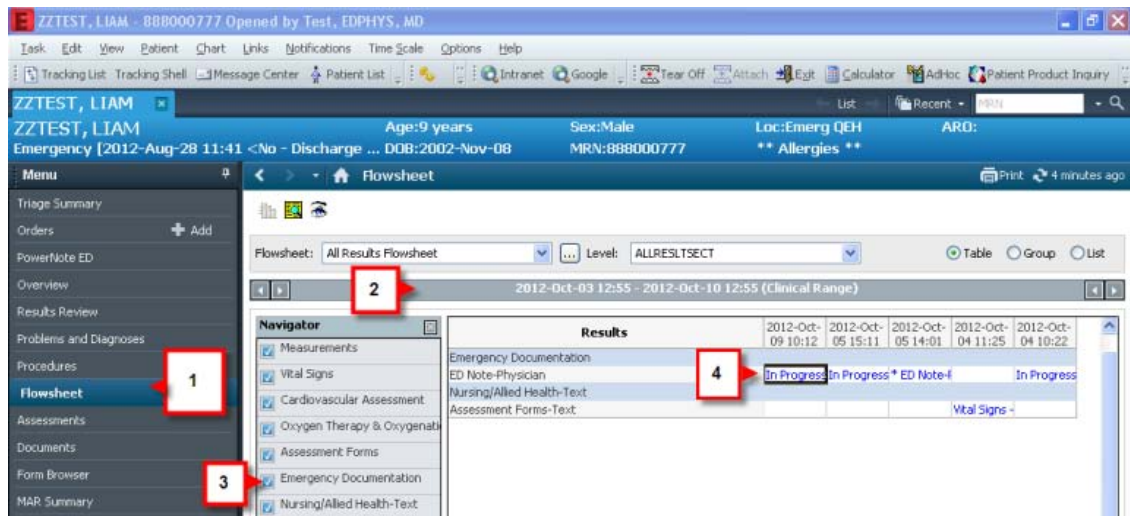 ZZTEST, LIAM - 888000777 Opened by Test, EDPHYS, MD
Task Edit View Patient Chart Links Notifications Time Scale Options Help
Tracking List Tracking Shell Message Center Patient List Intranet Google Tear Off Attach Exit Calculator AdHoc Patient Product Inquiry
ZZTEST, LIAM List Recent MRN
ZZTEST, LIAM Age:9 years Sex:Male Loc:Emerg QEH ARO:
Emergency [2012-Aug-28 11:41 <No - Discharge ... DOB:2002-Nov-08 MRN:888000777 ** Allergies **
Menu Flowsheet Print 4 minutes ago
Triage Summary
Orders Add
PowerNote ED
Overview
Results Review
Problems and Diagnoses
Procedures
Flowsheet
Assessments
Documents
Form Browser
MAR Summary
1
Flowsheet: All Results Flowsheet ... Level: ALLRESLTSECT Table Group List
2
2012-Oct-03 12:55 - 2012-Oct-10 12:55 (Clinical Range)
Navigator
Measurements
Vital Signs
Cardiovascular Assessment
Oxygen Therapy & Oxygenati
Assessment Forms
3
Emergency Documentation
Nursing/Allied Health-Text
Results 2012-Oct- 2012-Oct- 2012-Oct- 2012-Oct- 2012-Oct-
09 10:12 05 15:11 05 14:01 04 11:25 04 10:22
Emergency Documentation
ED Note-Physician 4 In Progress In Progress * ED Note-F In Progress
Nursing/Allied Health-Text
Assessment Forms-Text Vital Signs -